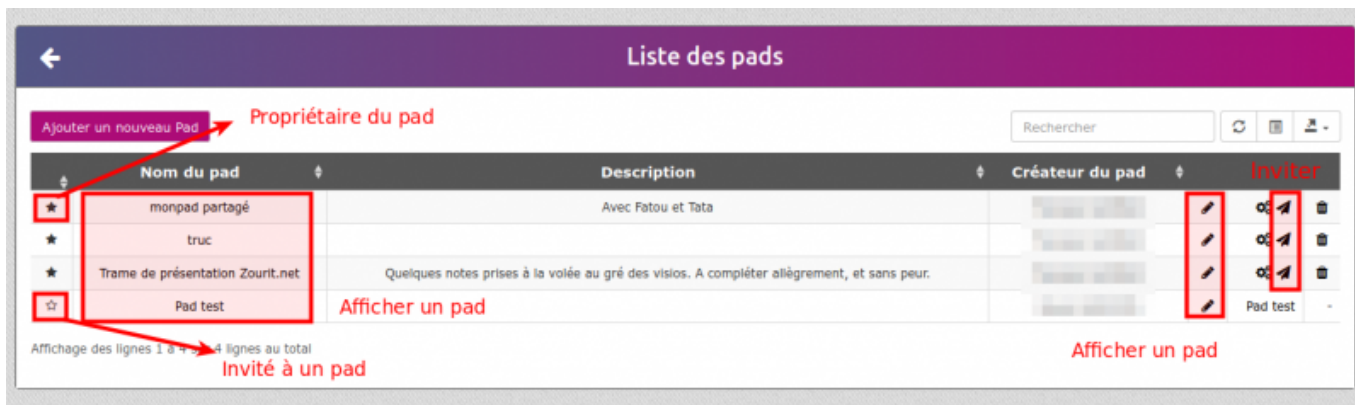 Liste des pads
Ajouter un nouveau Pad
Propriétaire du pad
Rechercher
Nom du pad Description Créateur du pad Inviter
monpad partagé Avec Fatou et Tata
truc
Trame de présentation Zourit.net Quelques notes prises à la volée au gré des visios. A compléter allègrement, et sans peur.
Pad test Afficher un pad Pad test -
Affichage des lignes 1 à 4 s 4 lignes au total
Afficher un pad
Invité à un pad